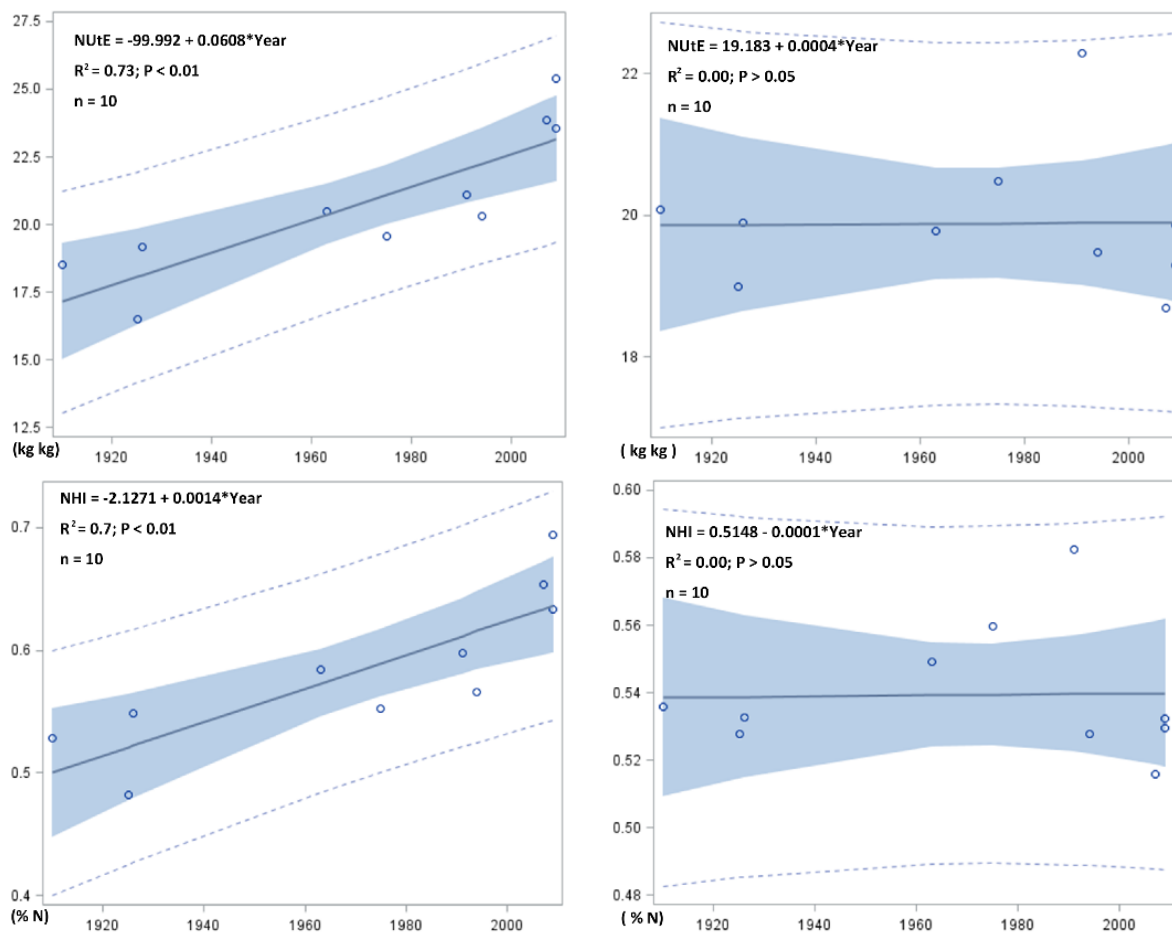 27.5
NUtE = -99.992 + 0.0608*Year
R² = 0.73; P < 0.01
n = 10
25.0
22.5
20.0
17.5
15.0
12.5
(kg kg)
1920 1940 1960 1980 2000
NUtE = 19.183 + 0.0004*Year
R² = 0.00; P > 0.05
n = 10
22
20
18
( kg kg )
1920 1940 1960 1980 2000
NHI = -2.1271 + 0.0014*Year
R² = 0.7; P < 0.01
n = 10
0.7
0.6
0.5
0.4
(% N)
1920 1940 1960 1980 2000
0.60
NHI = 0.5148 - 0.0001*Year
R² = 0.00; P > 0.05
n = 10
0.58
0.56
0.54
0.52
0.50
0.48
( % N )
1920 1940 1960 1980 2000